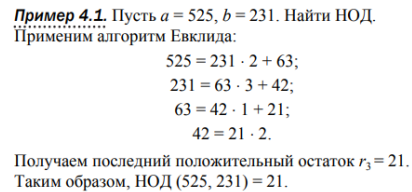 Пример 4.1. Пусть a = 525, b = 231. Найти НОД.
Применим алгоритм Евклида:
525 = 231 · 2 + 63;
231 = 63 · 3 + 42;
63 = 42 · 1 + 21;
42 = 21 · 2.
Получаем последний положительный остаток r₃ = 21.
Таким образом, НОД (525, 231) = 21.